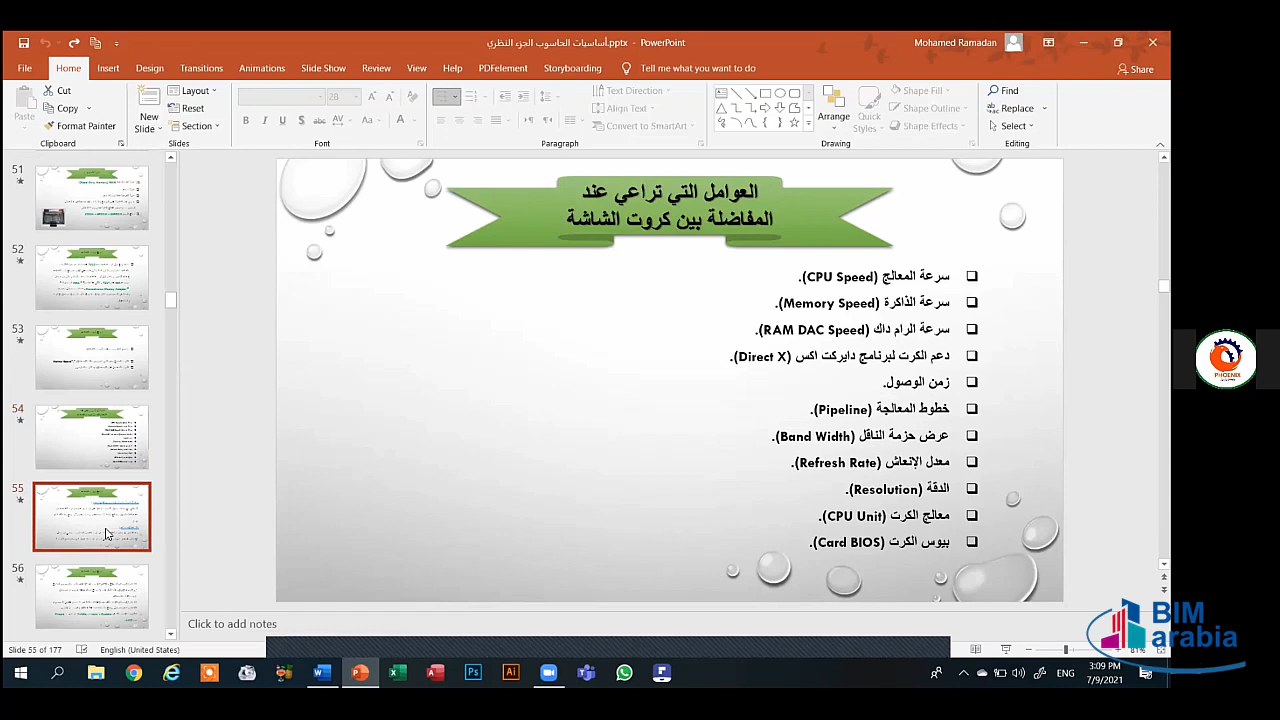 أساسيات الحاسوب الجزء النظري.pptx - PowerPoint
Mohamed Ramadan
File Home Insert Design Transitions Animations Slide Show Review View Help PDFelement Storyboarding Tell me what you want to do Share
Paste
Cut
Copy
Format Painter
Clipboard
New Slide
Layout
Reset
Section
Slides
28
Font
Text Direction
Align Text
Convert to SmartArt
Paragraph
Arrange
Quick Styles
Shape Fill
Shape Outline
Shape Effects
Drawing
Find
Replace
Select
Editing
51
52
53
54
55
56
العوامل التي تراعي عند
المفاضلة بين كروت الشاشة
سرعة المعالج (CPU Speed).
سرعة الذاكرة (Memory Speed).
سرعة الرام داك (RAM DAC Speed).
دعم الكرت لبرنامج دايركت اكس (Direct X).
زمن الوصول.
خطوط المعالجة (Pipeline).
عرض حزمة الناقل (Band Width).
معدل الإنعاش (Refresh Rate).
الدقة (Resolution).
معالج الكرت (CPU Unit).
بيوس الكرت (Card BIOS).
Click to add notes
Slide 55 of 177 English (United States)
81%
PHOENIX
BIM
arabia
ENG
3:09 PM
7/9/2021